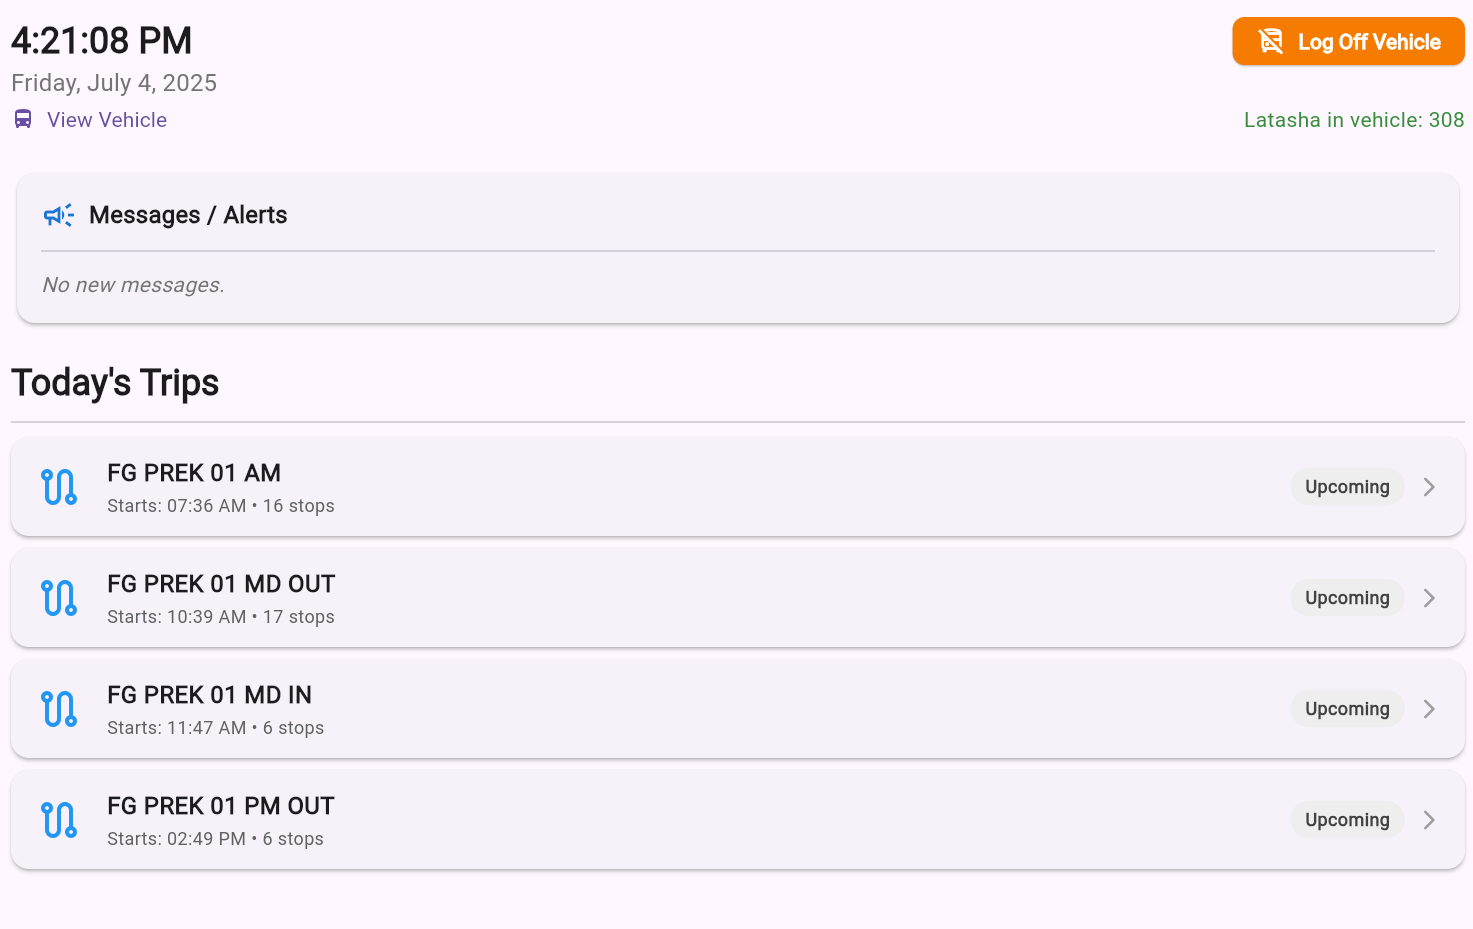 4:21:08 PM
Log Off Vehicle
Friday, July 4, 2025
View Vehicle
Latasha in vehicle: 308
Messages / Alerts
No new messages.
Today's Trips
FG PREK 01 AM
Starts: 07:36 AM • 16 stops
Upcoming
FG PREK 01 MD OUT
Starts: 10:39 AM • 17 stops
Upcoming
FG PREK 01 MD IN
Starts: 11:47 AM • 6 stops
Upcoming
FG PREK 01 PM OUT
Starts: 02:49 PM • 6 stops
Upcoming